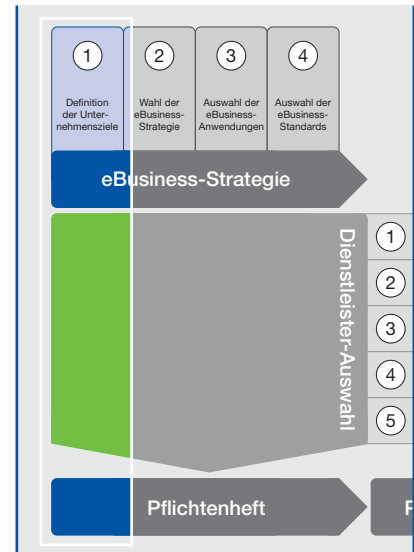 1
2
3
4
Definition
der Unter-
nehmensziele
Wahl der
eBusiness-
Strategie
Auswahl der
eBusiness-
Anwendungen
Auswahl der
eBusiness-
Standards
eBusiness-Strategie
Dienstleister-Auswahl
1
2
3
4
5
Pflichtenheft